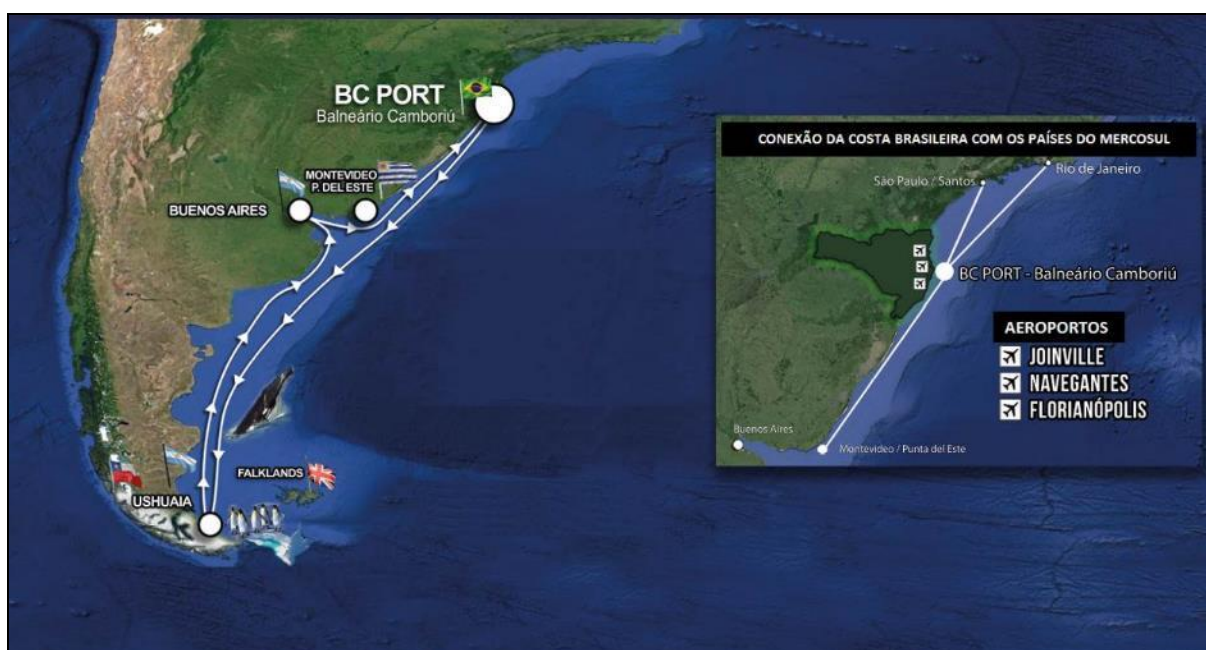 BC PORT
Balneário Camboriú
MONTEVIDEO
P. DEL ESTE
BUENOS AIRES
FALKLANDS
USHUAIA
CONEXÃO DA COSTA BRASILEIRA COM OS PAÍSES DO MERCOSUL
Rio de Janeiro
São Paulo / Santos
BC PORT - Balneário Camboriú
AEROPORTOS
JOINVILLE
NAVEGANTES
FLORIANÓPOLIS
Buenos Aires
Montevideo / Punta del Este